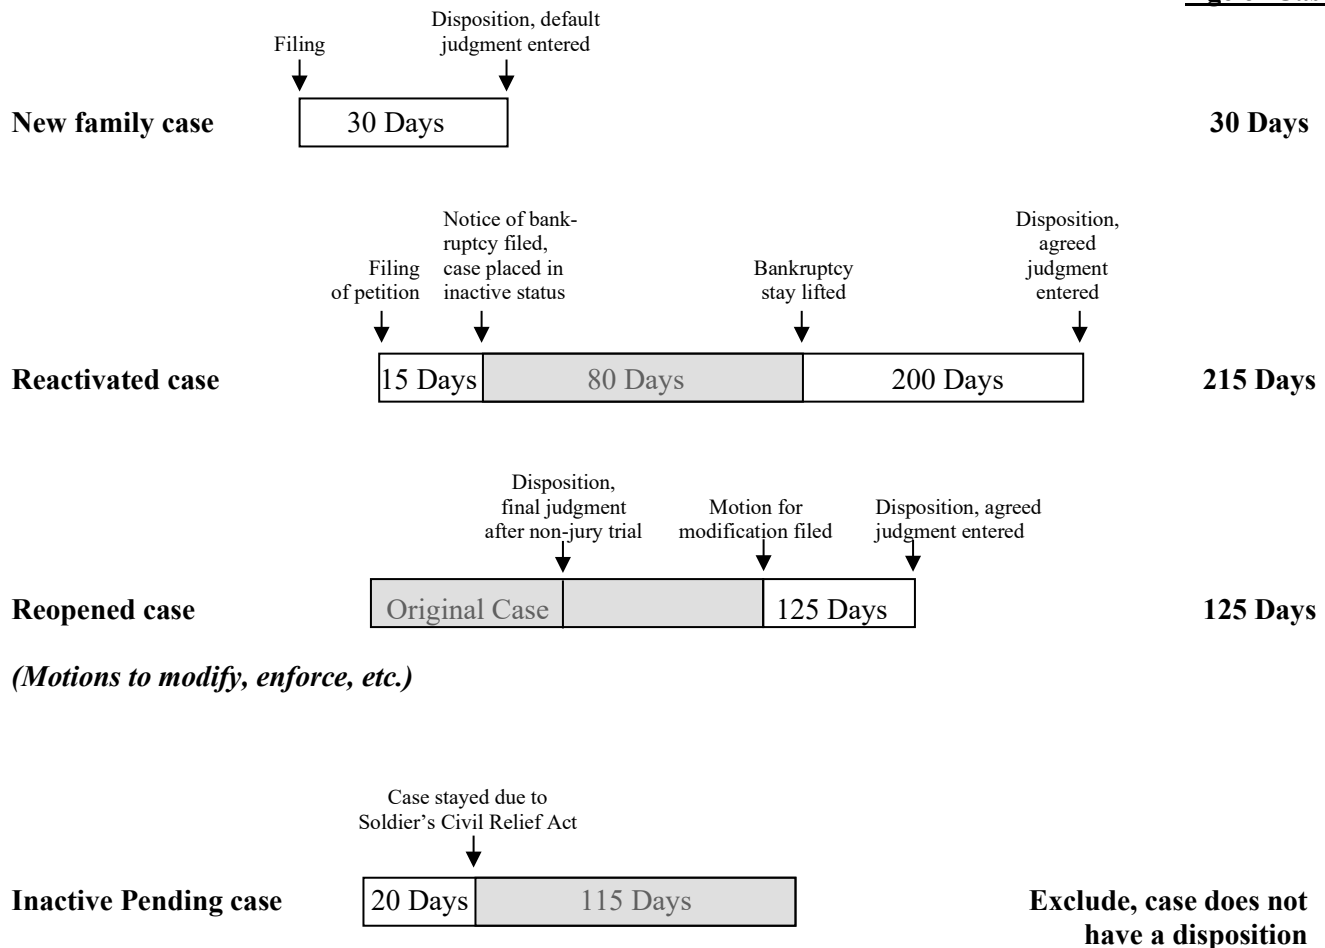 Filing
Disposition, default
judgment entered
New family case
30 Days
30 Days
Filing
of petition
Notice of bank-
ruptcy filed,
case placed in
inactive status
Bankruptcy
stay lifted
Disposition,
agreed
judgment
entered
Reactivated case
15 Days
80 Days
200 Days
215 Days
Disposition,
final judgment
after non-jury trial
Motion for
modification filed
Disposition, agreed
judgment entered
Reopened case
Original Case
125 Days
125 Days
(Motions to modify, enforce, etc.)
Case stayed due to
Soldier's Civil Relief Act
Inactive Pending case
20 Days
115 Days
Exclude, case does not
have a disposition